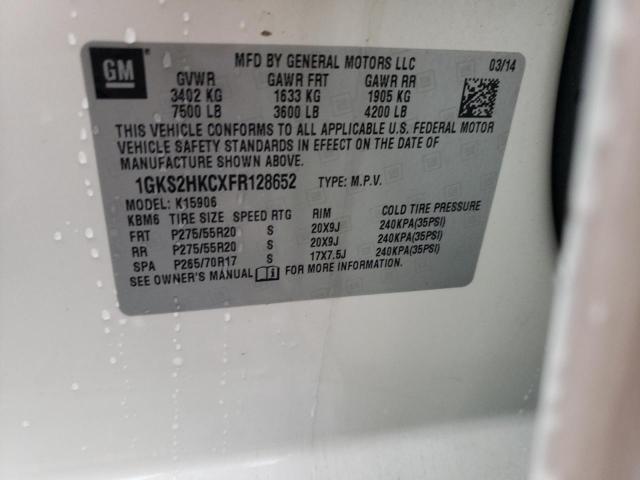 GM
MFD BY GENERAL MOTORS LLC 03/14
GVWR GAWR FRT GAWR RR
3402 KG 1633 KG 1905 KG
7500 LB 3600 LB 4200 LB
THIS VEHICLE CONFORMS TO ALL APPLICABLE U.S. FEDERAL MOTOR
VEHICLE SAFETY STANDARDS IN EFFECT ON THE DATE OF
MANUFACTURE SHOWN ABOVE.
1GKS2HKCXFR128652 TYPE: M.P.V.
MODEL: K15906
KBM6 TIRE SIZE SPEED RTG RIM COLD TIRE PRESSURE
FRT P275/55R20 S 20X9J 240KPA(35PSI)
RR P275/55R20 S 20X9J 240KPA(35PSI)
SPA P265/70R17 S 17X7.5J 240KPA(35PSI)
SEE OWNER'S MANUAL FOR MORE INFORMATION.